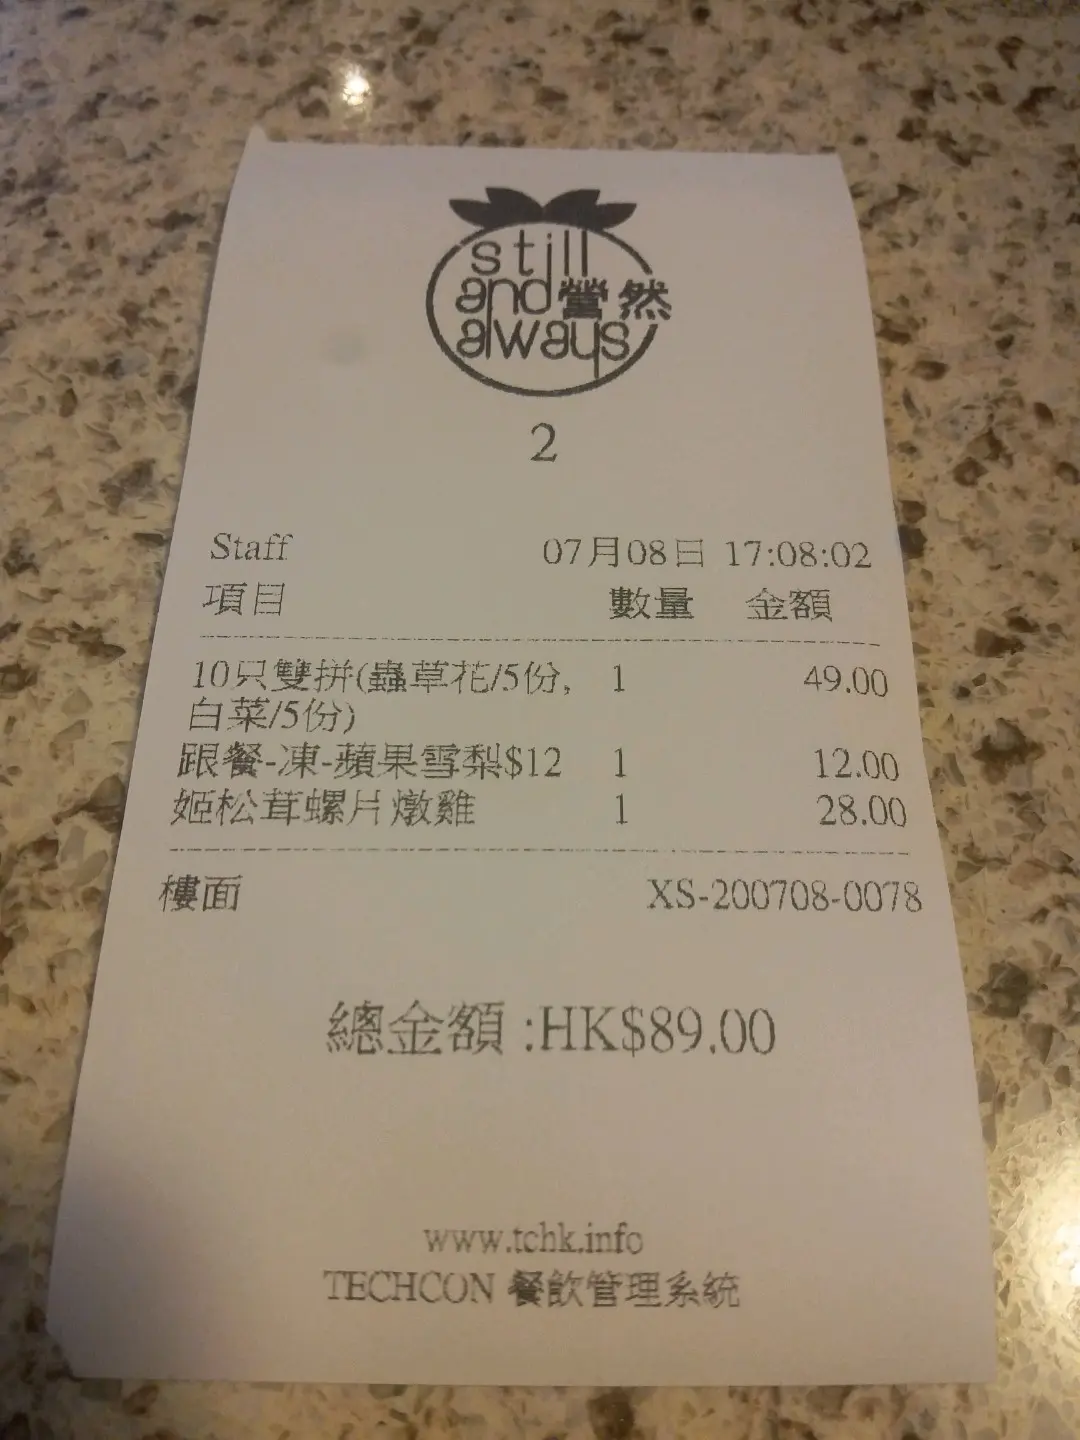 still
and 營然
always
2
Staff 07月08日 17:08:02
項目 數量 金額
10只雙拼(蟲草花/5份, 1 49.00
白菜/5份)
跟餐-凍-蘋果雪梨$12 1 12.00
姬松茸螺片燉雞 1 28.00
樓面 XS-200708-0078
總金額 :HK$89.00
www.tchk.info
TECHCON 餐飲管理系統